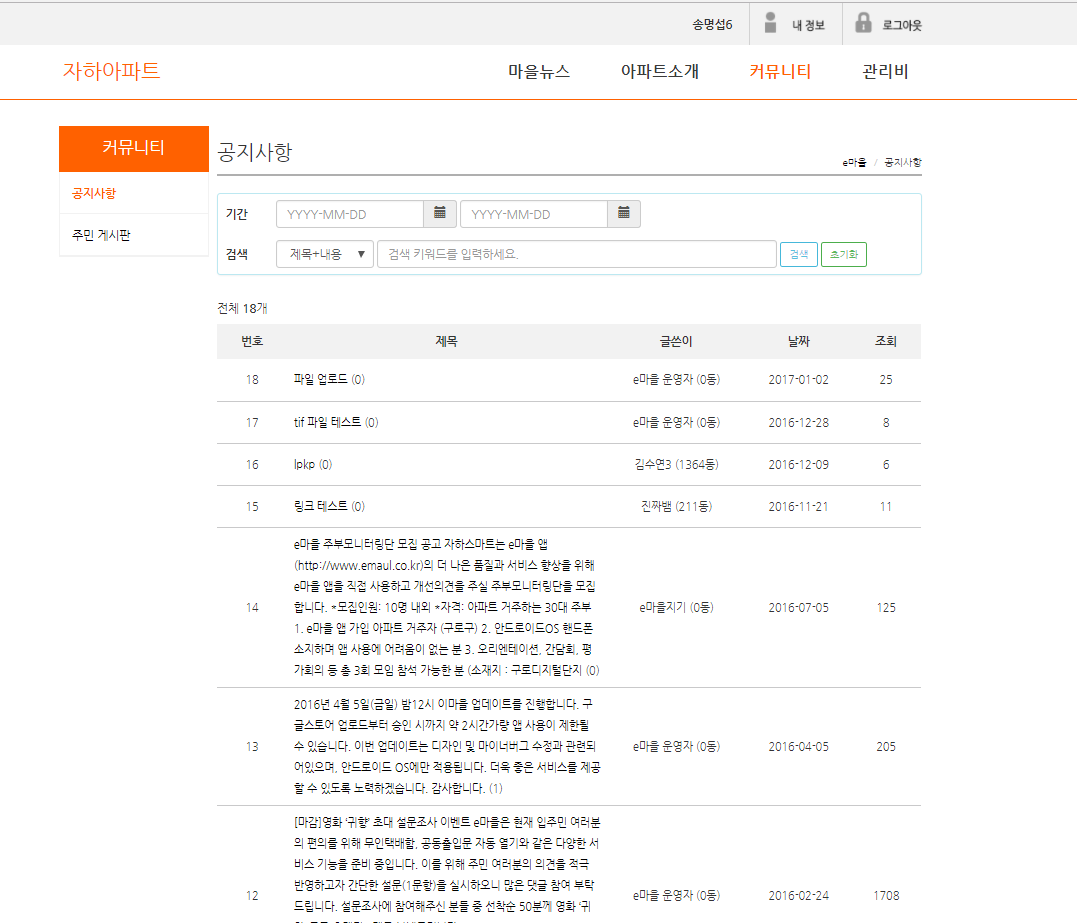 송명섭6 내 정보 로그아웃
자하아파트 마을뉴스 아파트소개 커뮤니티 관리비
커뮤니티
공지사항
주민 게시판
공지사항
e마을 / 공지사항
기간 YYYY-MM-DD YYYY-MM-DD
검색 제목+내용 ▼ 검색 키워드를 입력하세요. 검색 초기화
전체 18개
번호 제목 글쓴이 날짜 조회
18 파일 업로드 (0) e마을 운영자 (0동) 2017-01-02 25
17 tif 파일 테스트 (0) e마을 운영자 (0동) 2016-12-28 8
16 lpkp (0) 김수연3 (1364동) 2016-12-09 6
15 링크 테스트 (0) 진짜뱀 (211동) 2016-11-21 11
e마을 주부모니터링단 모집 공고 자하스마트는 e마을 앱
(http://www.emaul.co.kr)의 더 나은 품질과 서비스 향상을 위해
e마을 앱을 직접 사용하고 개선의견을 주실 주부모니터링단을 모집
14 합니다. *모집인원: 10명 내외 *자격: 아파트 거주하는 30대 주부 e마을지기 (0동) 2016-07-05 125
1. e마을 앱 가입 아파트 거주자 (구로구) 2. 안드로이드OS 핸드폰
소지하며 앱 사용에 어려움이 없는 분 3. 오리엔테이션, 간담회, 평
가회의 등 총 3회 모임 참석 가능한 분 (소재지 : 구로디지털단지 (0)
2016년 4월 5일(금일) 밤12시 이마을 업데이트를 진행합니다. 구
글스토어 업로드부터 승인 시까지 약 2시간가량 앱 사용이 제한될
13 수 있습니다. 이번 업데이트는 디자인 및 마이너버그 수정과 관련되 e마을 운영자 (0동) 2016-04-05 205
어있으며, 안드로이드 OS에만 적용됩니다. 더욱 좋은 서비스를 제공
할 수 있도록 노력하겠습니다. 감사합니다. (1)
[마감]영화 '귀향' 초대 설문조사 이벤트 e마을은 현재 입주민 여러분
의 편의를 위해 무인택배함, 공동출입문 자동 열기와 같은 다양한 서
비스 기능을 준비 중입니다. 이를 위해 주민 여러분의 의견을 적극
12 반영하고자 간단한 설문(1문항)을 실시하오니 많은 댓글 참여 부탁 e마을 운영자 (0동) 2016-02-24 1708
드립니다. 설문조사에 참여해주신 분들 중 선착순 50분께 영화 '귀